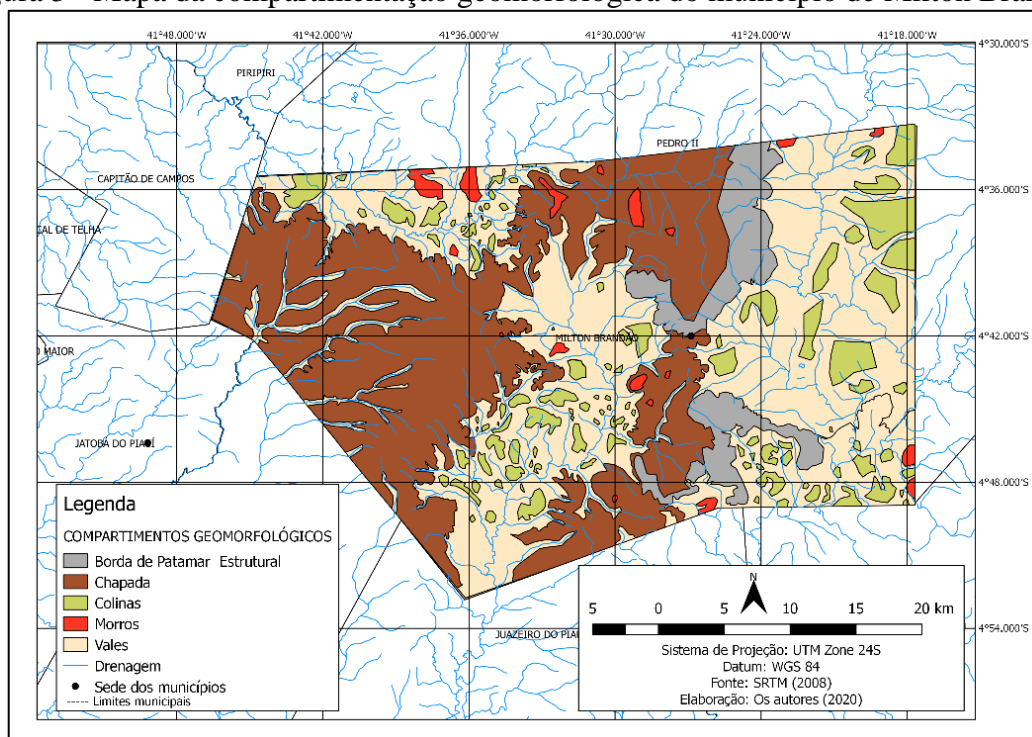 41°48.000'W 41°42.000'W 41°36.000'W 41°30.000'W 41°24.000'W 41°18.000'W
4°30.000'S
PIRIPIRI
PEDRO II
CAPITÃO DE CAMPOS
4°36.000'S
AL DE TELHA
4°42.000'S
MILTON BRANDÃO
O MAIOR
JATOBÁ DO PIAUÍ
4°48.000'S
Legenda
COMPARTIMENTOS GEOMORFOLÓGICOS
Borda de Patamar Estrutural
Chapada
Colinas
Morros
Vales
Drenagem
Sede dos municípios
Limites municipais
N
5 0 5 10 15 20 km
4°54.000'S
JUAZEIRO DO PIA
Sistema de Projeção: UTM Zone 24S
Datum: WGS 84
Fonte: SRTM (2008)
Elaboração: Os autores (2020)